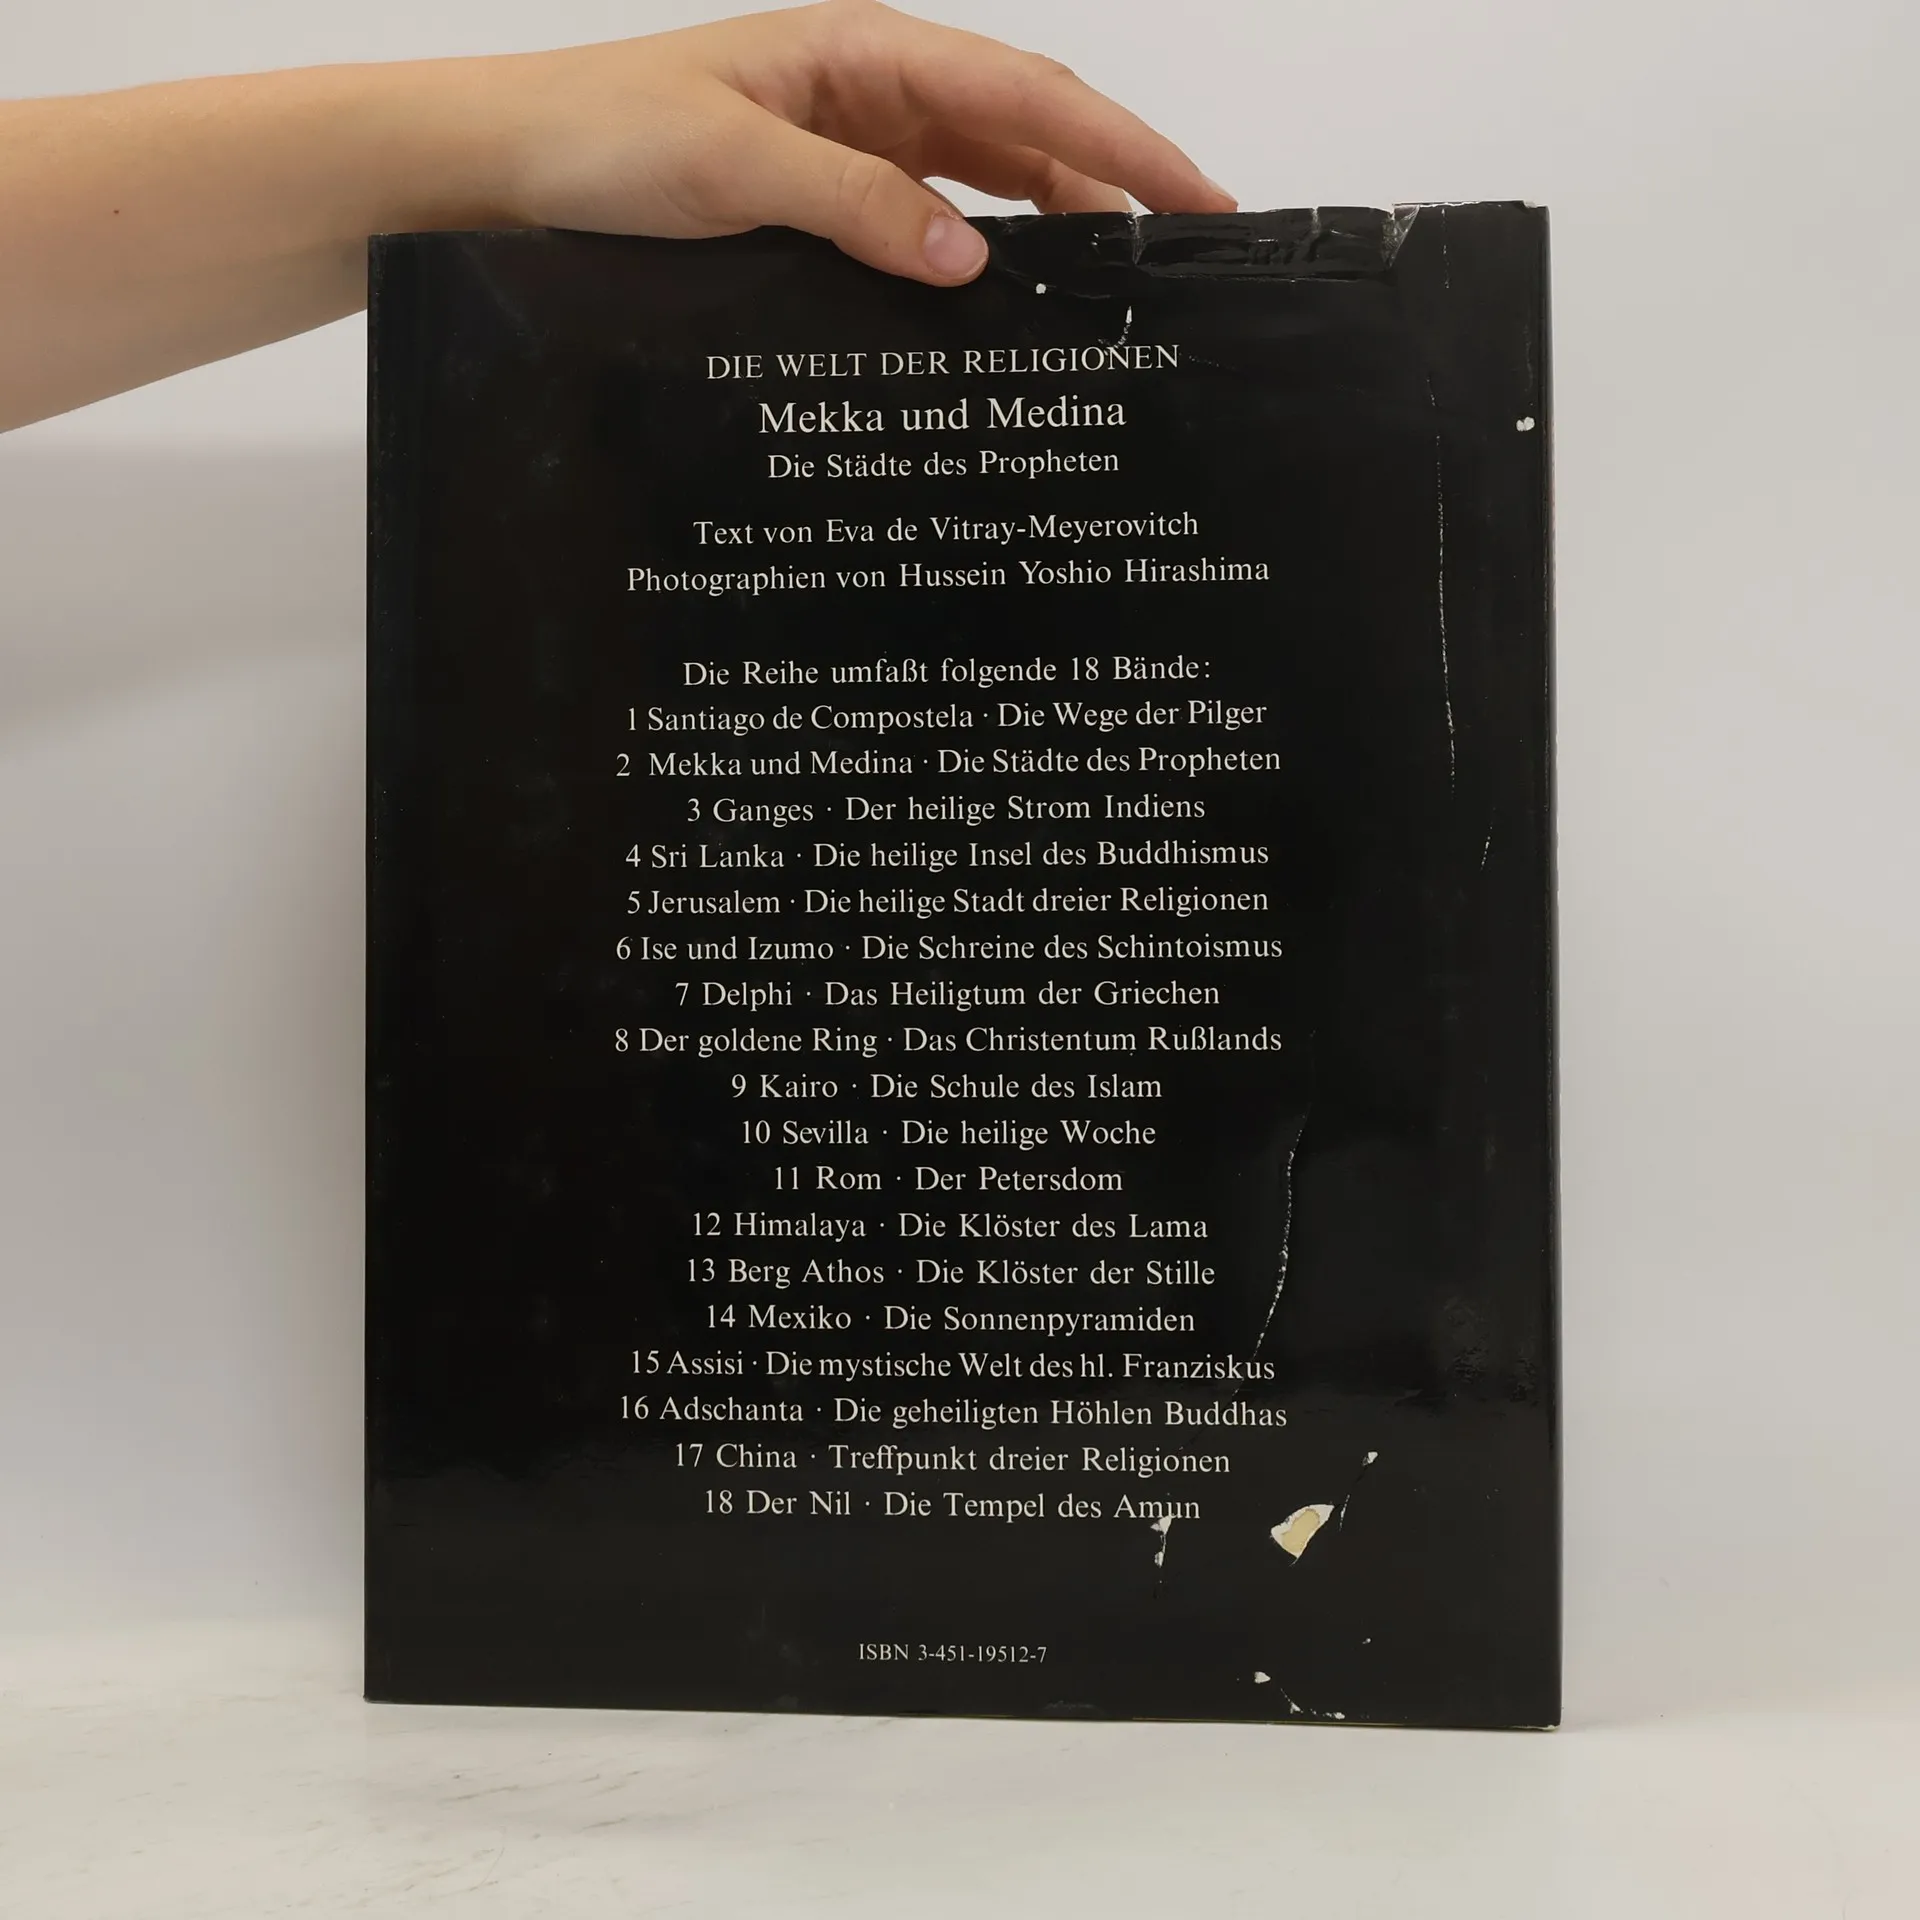 DIE WELT DER RELIGIONEN
Mekka und Medina
Die Städte des Propheten
Text von Eva de Vitray-Meyerovitch
Photographien von Hussein Yoshio Hirashima
Die Reihe umfaßt folgende 18 Bände:
1 Santiago de Compostela · Die Wege der Pilger
2 Mekka und Medina · Die Städte des Propheten
3 Ganges · Der heilige Strom Indiens
4 Sri Lanka · Die heilige Insel des Buddhismus
5 Jerusalem · Die heilige Stadt dreier Religionen
6 Ise und Izumo · Die Schreine des Schintoismus
7 Delphi · Das Heiligtum der Griechen
8 Der goldene Ring · Das Christentum Rußlands
9 Kairo · Die Schule des Islam
10 Sevilla · Die heilige Woche
11 Rom · Der Petersdom
12 Himalaya · Die Klöster des Lama
13 Berg Athos · Die Klöster der Stille
14 Mexiko · Die Sonnenpyramiden
15 Assisi · Die mystische Welt des hl. Franziskus
16 Adschanta · Die geheiligten Höhlen Buddhas
17 China · Treffpunkt dreier Religionen
18 Der Nil · Die Tempel des Amun
ISBN 3-451-19512-7